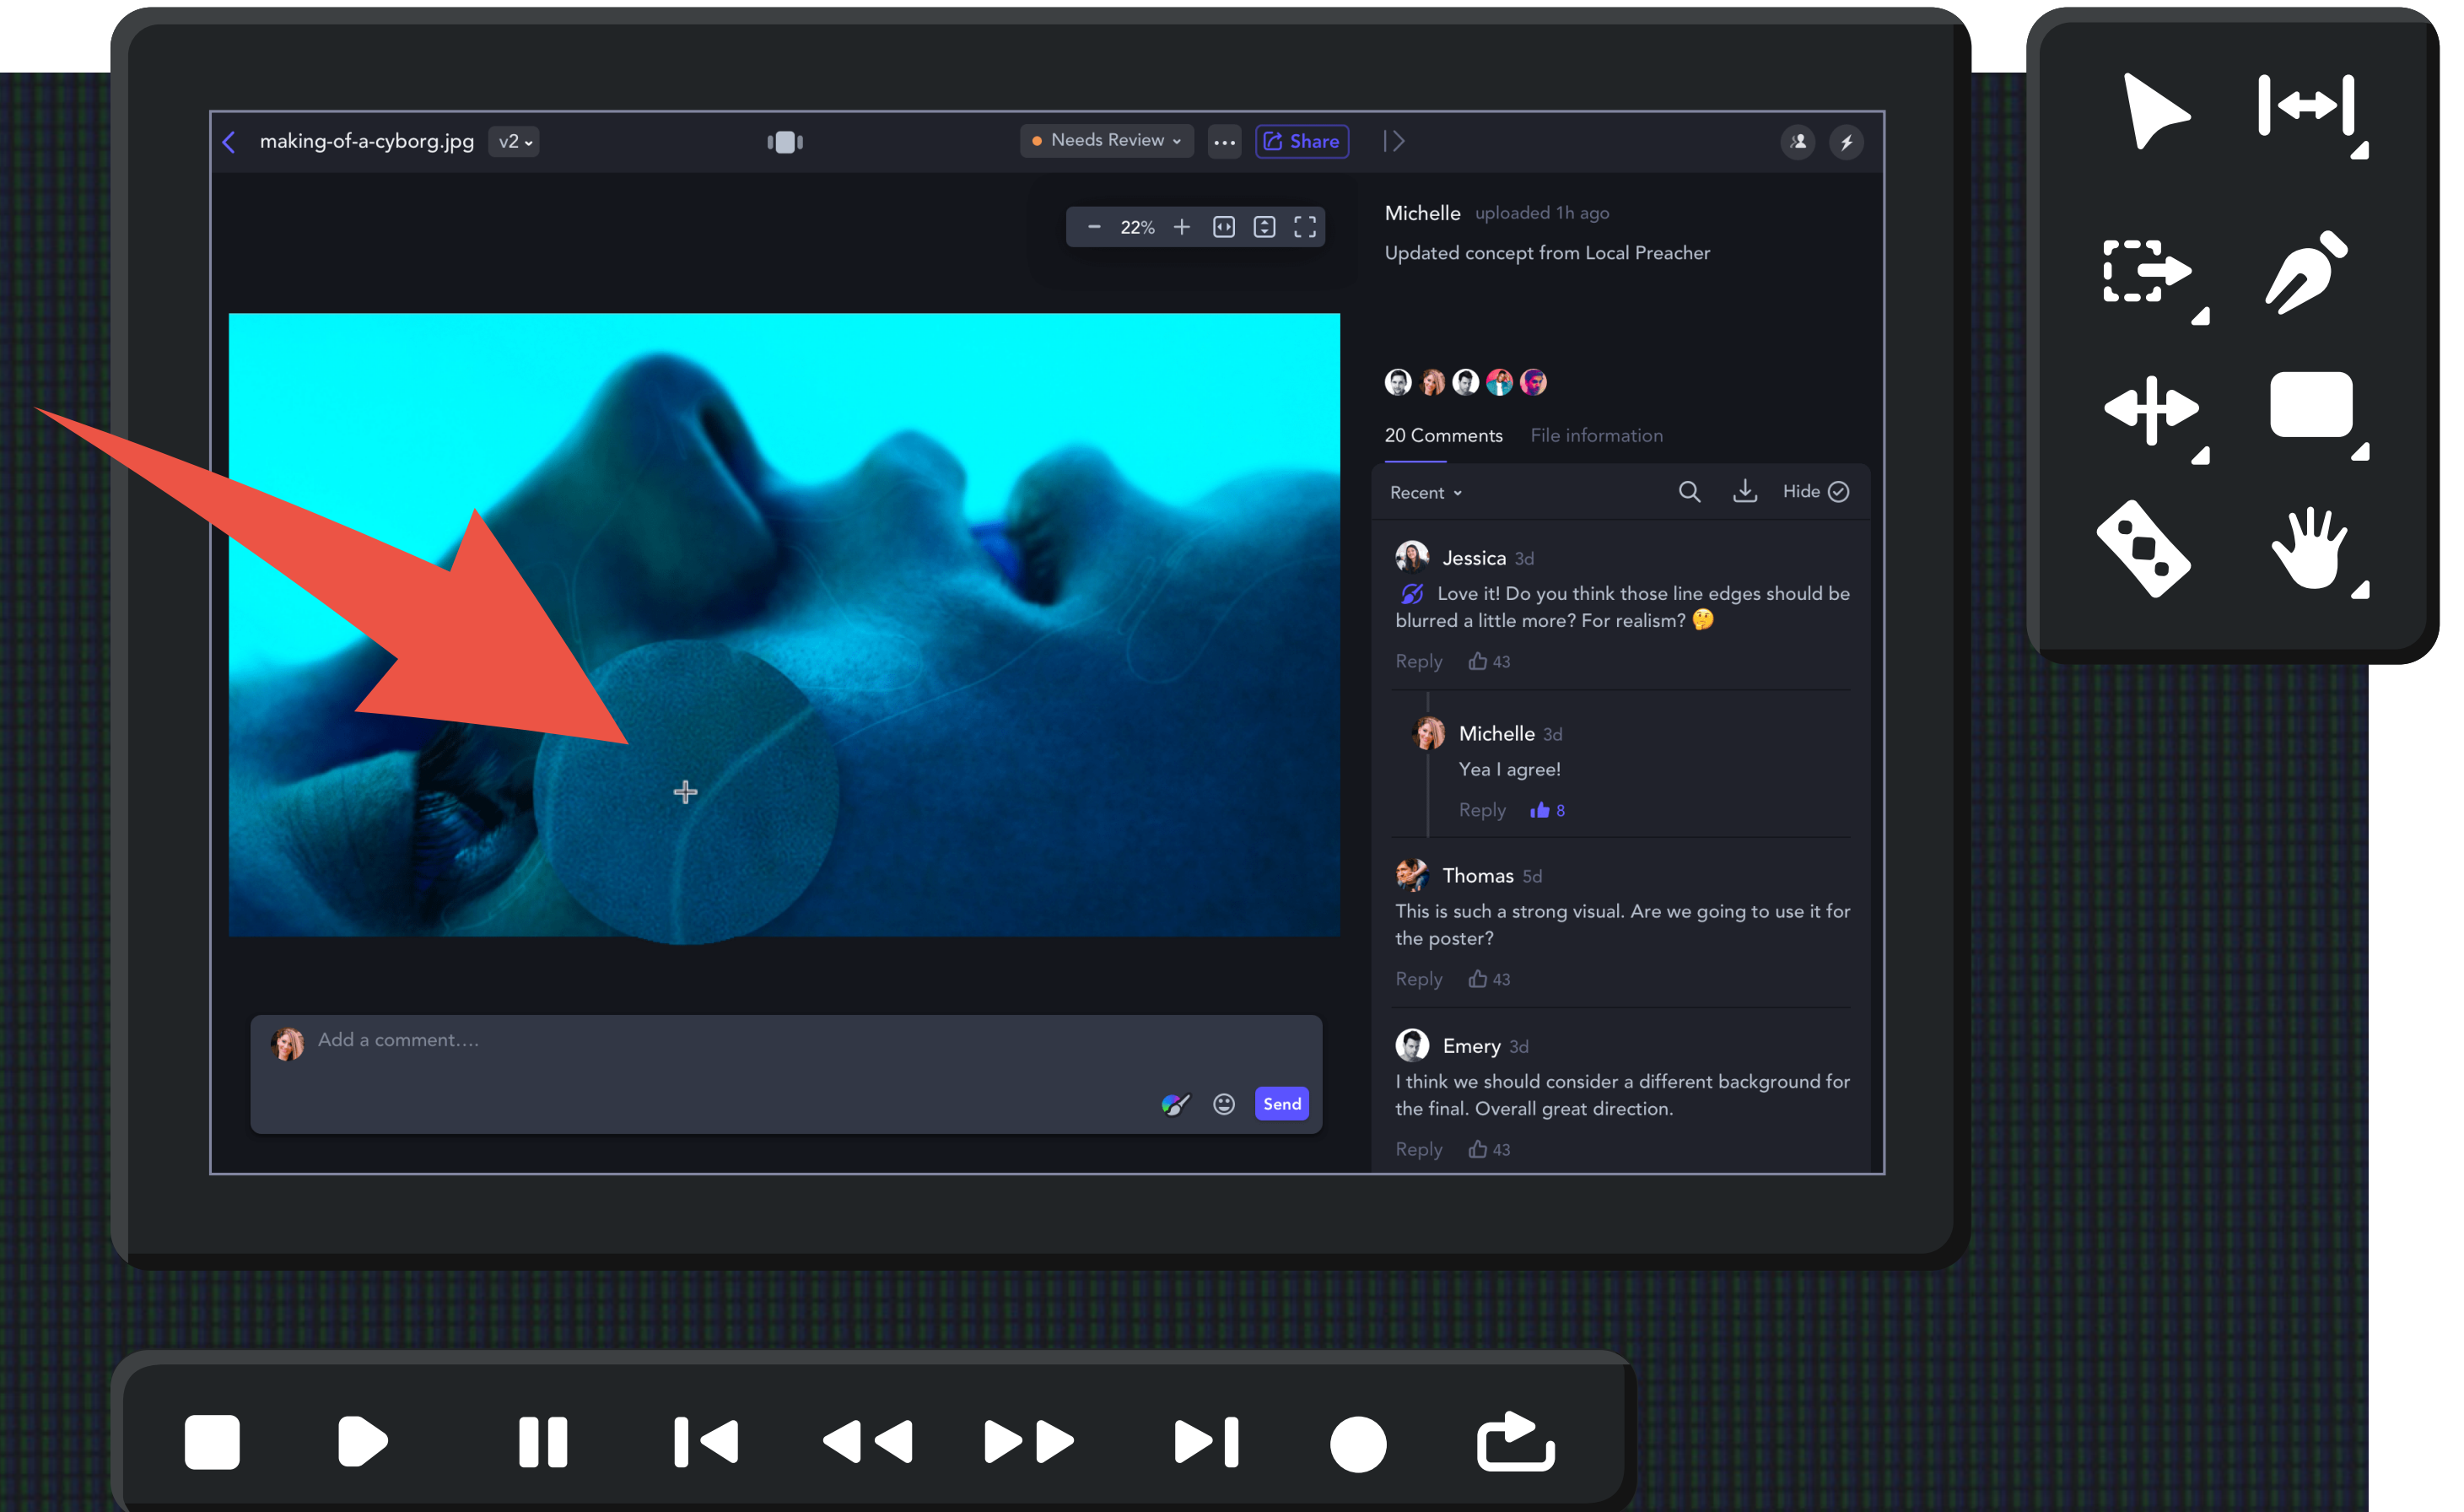 making-of-a-cyborg.jpg v2
Needs Review
Share
22%
Michelle uploaded 1h ago
Updated concept from Local Preacher
20 Comments File information
Recent Hide
Jessica 3d
Love it! Do you think those line edges should be
blurred a little more? For realism? 🤔
Reply 43
Michelle 3d
Yea I agree!
Reply 8
Thomas 5d
This is such a strong visual. Are we going to use it for
the poster?
Reply 43
Emery 3d
I think we should consider a different background for
the final. Overall great direction.
Reply 43
Add a comment....
Send